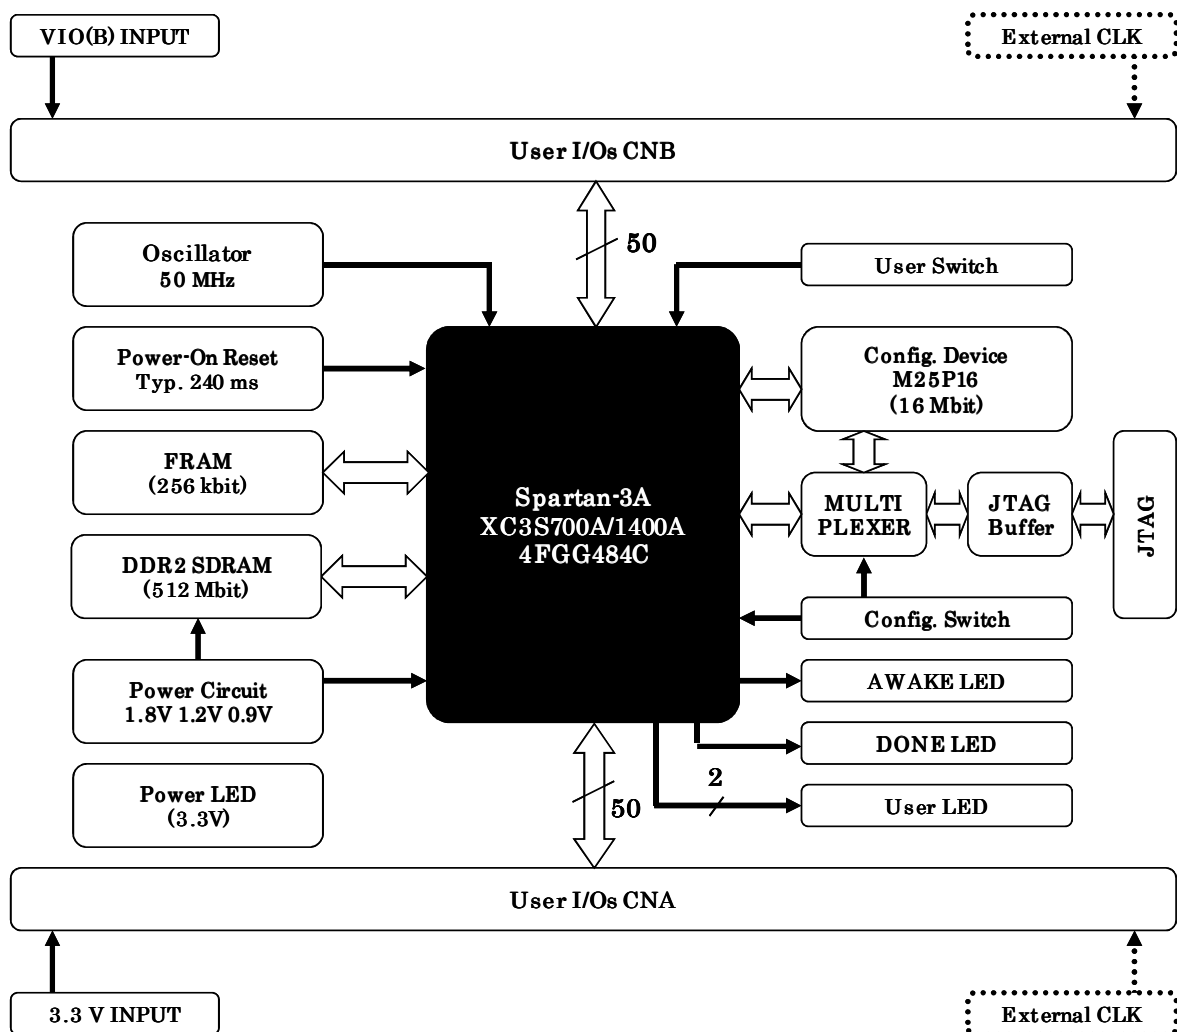 VIO(B) INPUT
External CLK
User I/Os CNB
50
Oscillator
50 MHz
User Switch
Power-On Reset
Typ. 240 ms
Config. Device
M25P16
(16 Mbit)
FRAM
(256 kbit)
Spartan-3A
XC3S700A/1400A
4FGG484C
MULTI
PLEXER
JTAG
Buffer
JTAG
DDR2 SDRAM
(512 Mbit)
Config. Switch
Power Circuit
1.8V 1.2V 0.9V
AWAKE LED
DONE LED
Power LED
(3.3V)
2
50
User LED
User I/Os CNA
3.3 V INPUT
External CLK